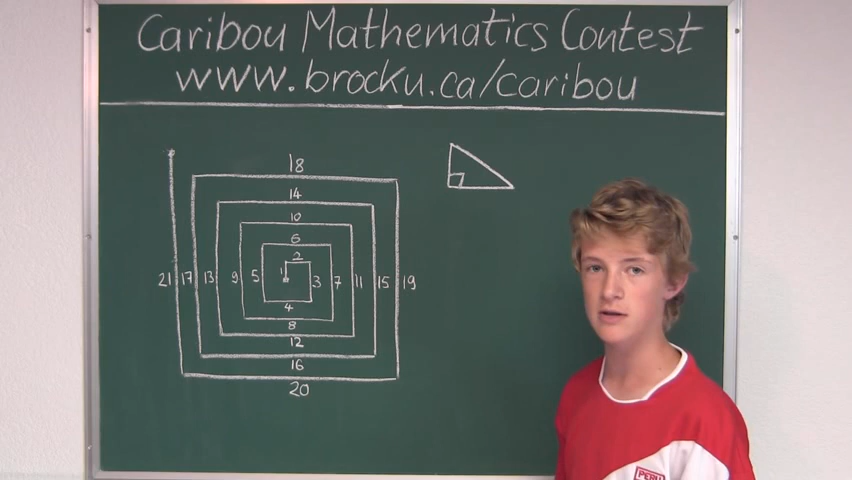 Caribou Mathematics Contest
www.brocku.ca/caribou
18
14
10
6
2
21 17 13 9 5 1 3 7 11 15 19
4
8
12
16
20
PERU